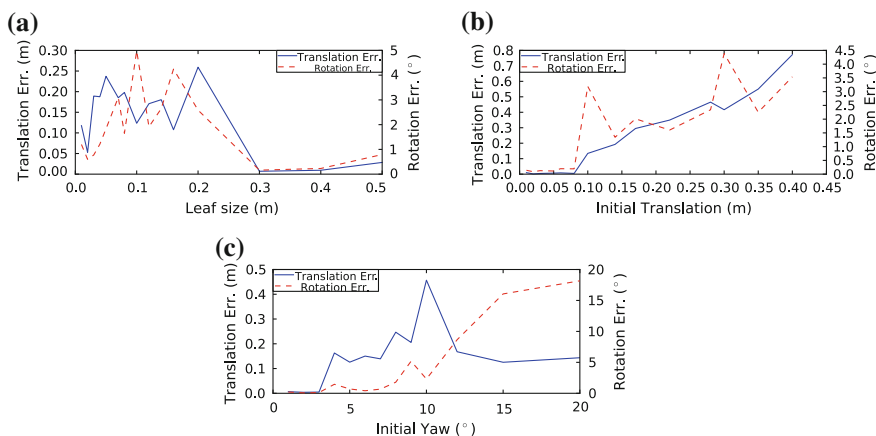 (a)
Translation Err. (m)
0.30
0.25
0.20
0.15
0.10
0.05
0.00
Translation Err.
Rotation Err.
5
4
3
2
1
0
Rotation Err. (°)
0.0 0.1 0.2 0.3 0.4 0.5
Leaf size (m)
(b)
Translation Err. (m)
0.8
0.7
0.6
0.5
0.4
0.3
0.2
0.1
0.0
Translation Err.
Rotation Err.
4.5
4.0
3.5
3.0
2.5
2.0
1.5
1.0
0.5
0.0
Rotation Err. (°)
0.00 0.05 0.10 0.15 0.20 0.25 0.30 0.35 0.40 0.45
Initial Translation (m)
(c)
Translation Err. (m)
0.5
0.4
0.3
0.2
0.1
0.0
Translation Err.
Rotation Err.
20
15
10
5
0
Rotation Err. (°)
0 5 10 15 20
Initial Yaw (°)